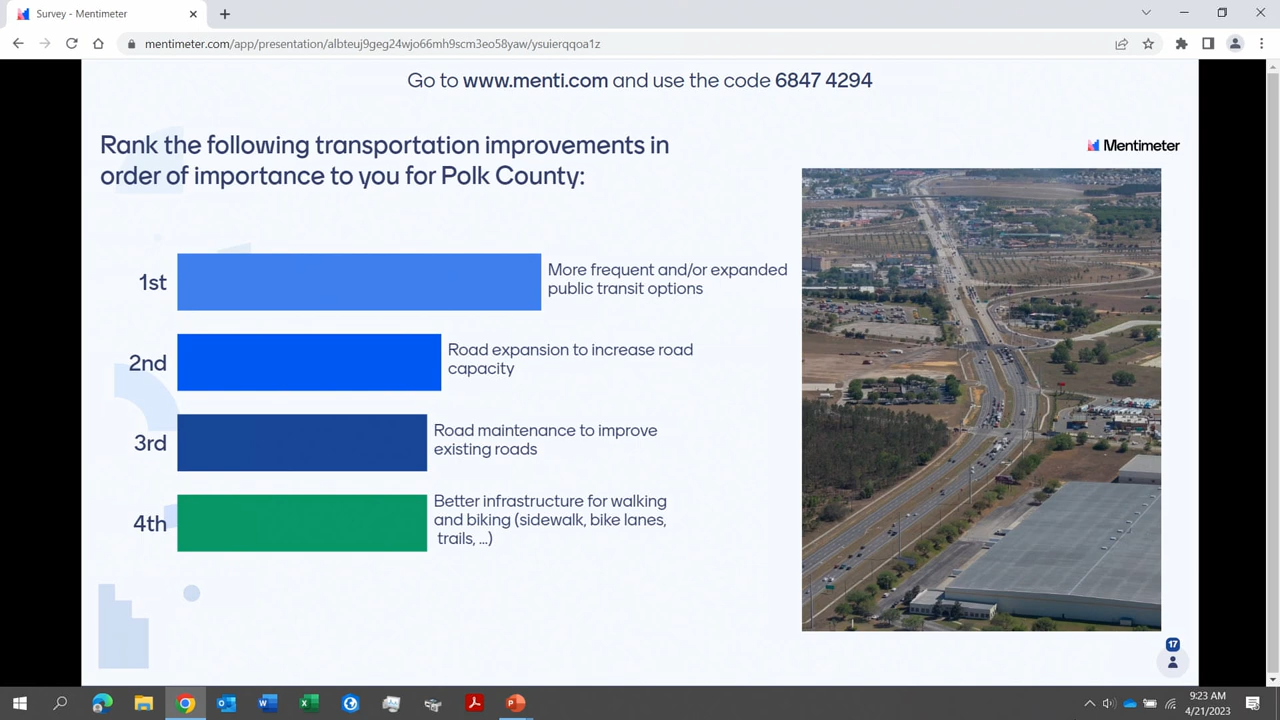 Survey - Mentimeter
mentimeter.com/app/presentation/albteuj9geg24wjo66mh9scm3eo58yaw/ysuierqqoa1z
Go to www.menti.com and use the code 6847 4294
Rank the following transportation improvements in
order of importance to you for Polk County:
Mentimeter
1st
More frequent and/or expanded
public transit options
2nd
Road expansion to increase road
capacity
3rd
Road maintenance to improve
existing roads
4th
Better infrastructure for walking
and biking (sidewalk, bike lanes,
trails, ...)
17
9:23 AM
4/21/2023